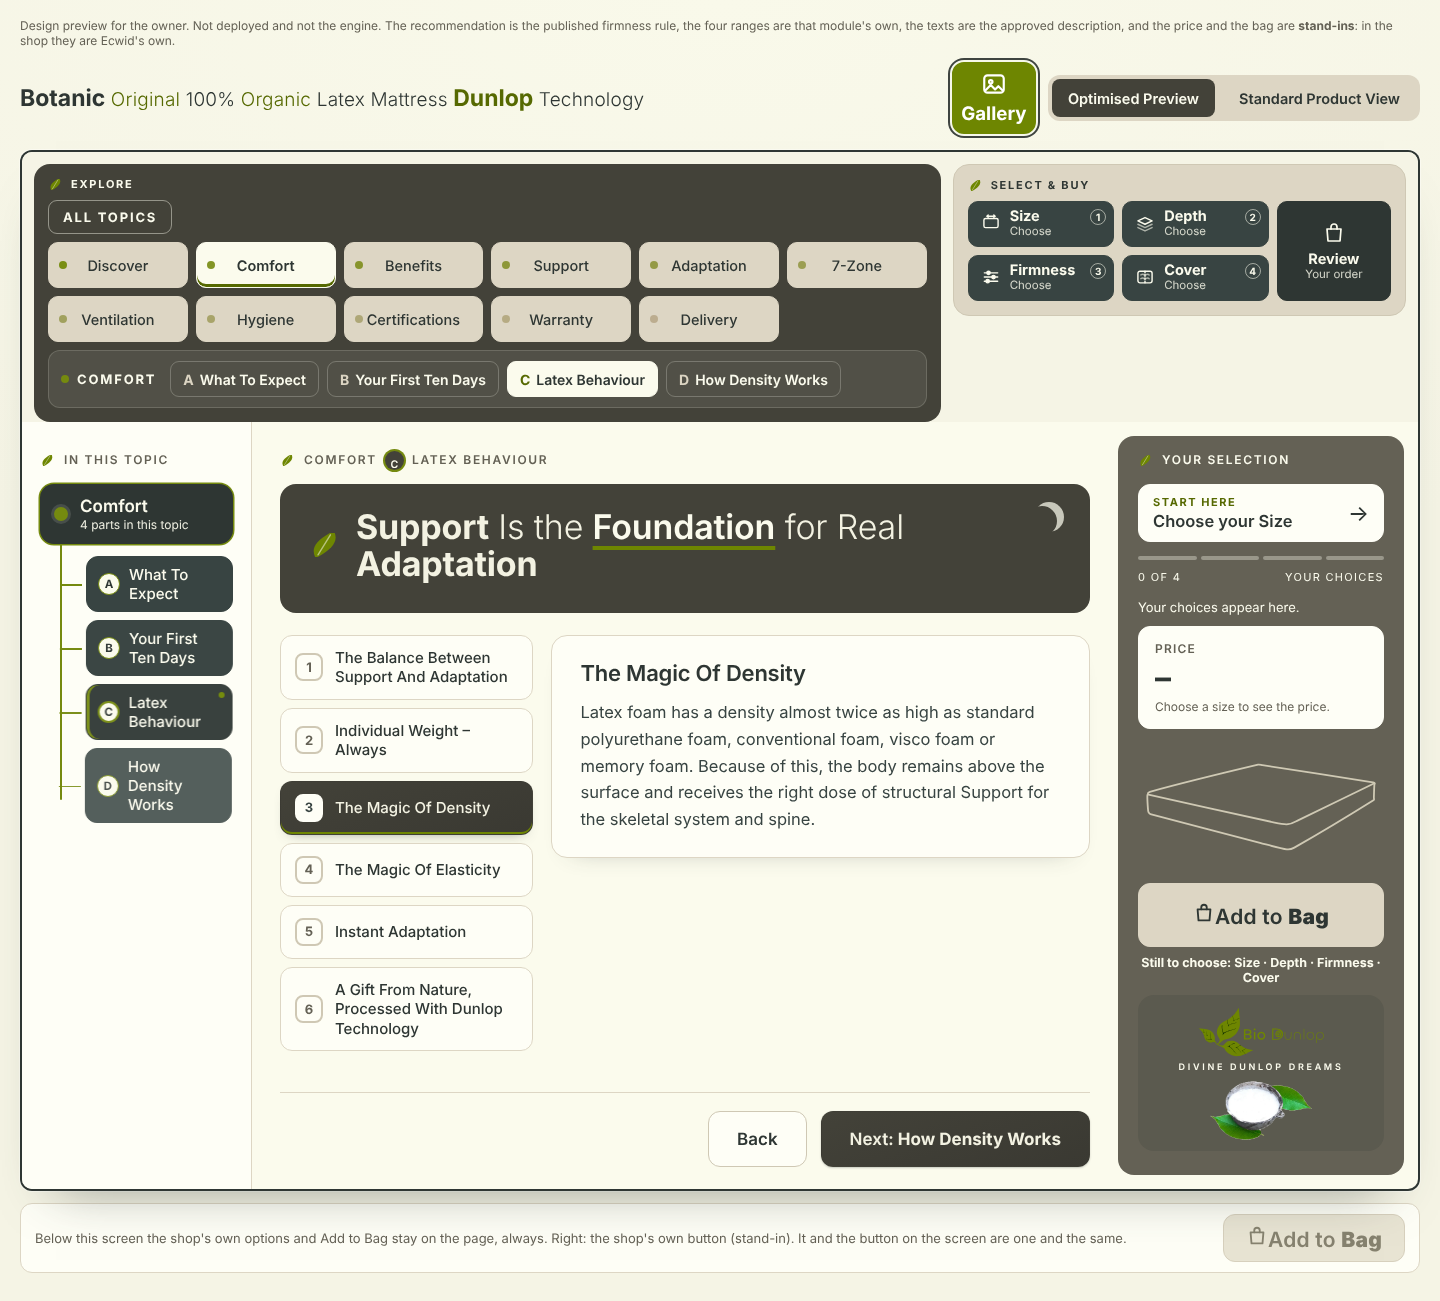 Design preview for the owner. Not deployed and not the engine. The recommendation is the published firmness rule, the four ranges are that module's own, the texts are the approved description, and the price and the bag are stand-ins: in the
shop they are Ecwid's own.
Botanic Original 100% Organic Latex Mattress Dunlop Technology
Gallery
Optimised Preview
Standard Product View
EXPLORE
ALL TOPICS
Discover
Comfort
Benefits
Support
Adaptation
7-Zone
Ventilation
Hygiene
Certifications
Warranty
Delivery
COMFORT
A What To Expect
B Your First Ten Days
C Latex Behaviour
D How Density Works
SELECT & BUY
Size
Choose
1
Depth
Choose
2
Firmness
Choose
3
Cover
Choose
4
Review
Your order
IN THIS TOPIC
Comfort
4 parts in this topic
A
What To
Expect
B
Your First
Ten Days
C
Latex
Behaviour
D
How
Density
Works
COMFORT C LATEX BEHAVIOUR
Support Is the Foundation for Real
Adaptation
1
The Balance Between
Support And Adaptation
2
Individual Weight –
Always
3
The Magic Of Density
4
The Magic Of Elasticity
5
Instant Adaptation
6
A Gift From Nature,
Processed With Dunlop
Technology
The Magic Of Density
Latex foam has a density almost twice as high as standard
polyurethane foam, conventional foam, visco foam or
memory foam. Because of this, the body remains above the
surface and receives the right dose of structural Support for
the skeletal system and spine.
Back
Next: How Density Works
YOUR SELECTION
START HERE
Choose your Size
0 OF 4
YOUR CHOICES
Your choices appear here.
PRICE
–
Choose a size to see the price.
Add to Bag
Still to choose: Size · Depth · Firmness ·
Cover
Bio Dunlop
DIVINE DUNLOP DREAMS
Below this screen the shop's own options and Add to Bag stay on the page, always. Right: the shop's own button (stand-in). It and the button on the screen are one and the same.
Add to Bag